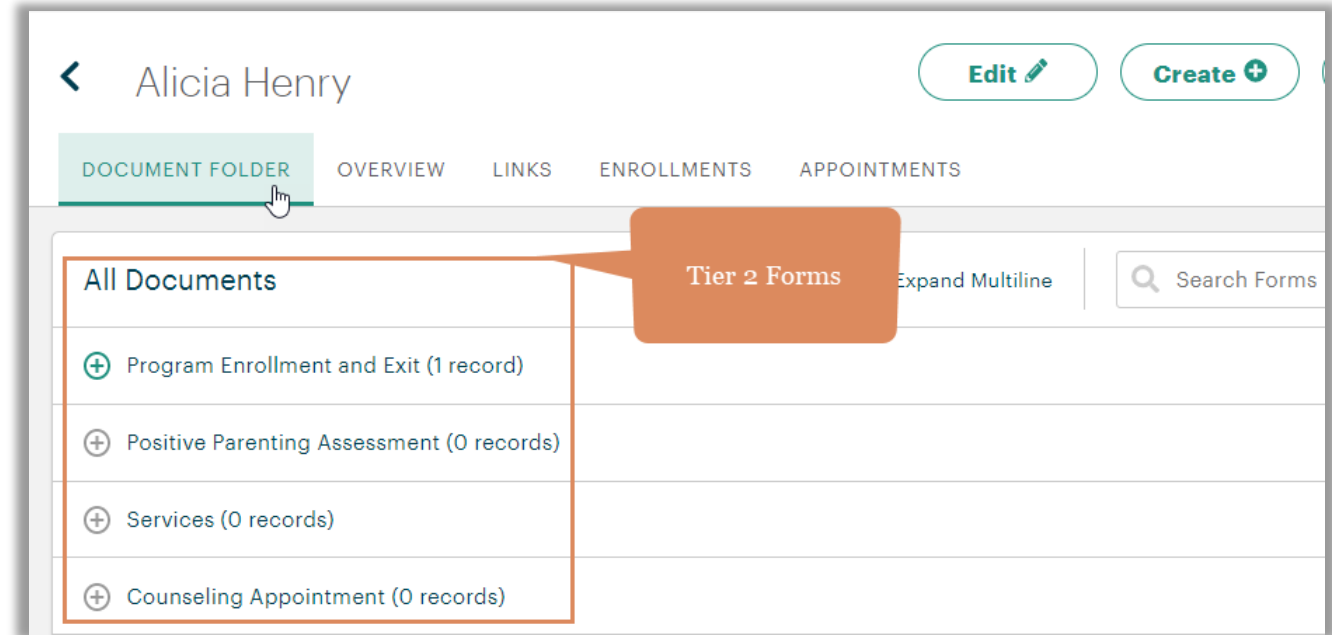 Alicia Henry
Edit
Create
DOCUMENT FOLDER OVERVIEW LINKS ENROLLMENTS APPOINTMENTS
All Documents
Tier 2 Forms
Expand Multiline
Search Forms
Program Enrollment and Exit (1 record)
Positive Parenting Assessment (0 records)
Services (0 records)
Counseling Appointment (0 records)